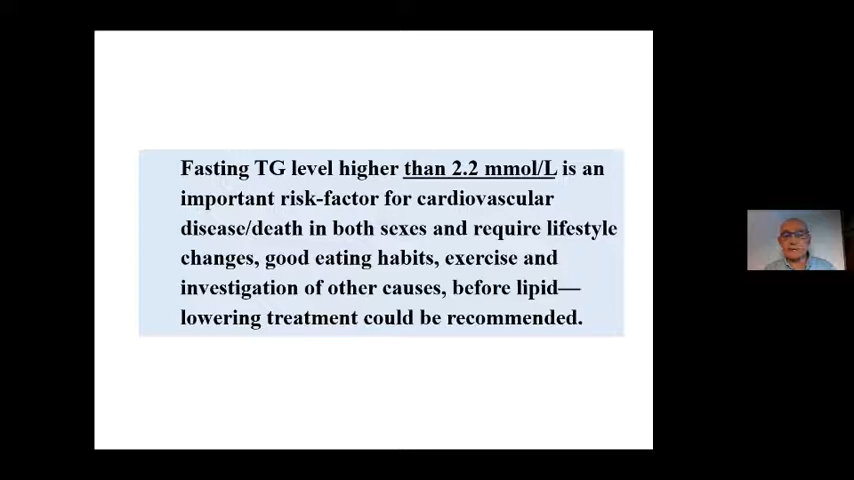 Fasting TG level higher than 2.2 mmol/L is an
important risk-factor for cardiovascular
disease/death in both sexes and require lifestyle
changes, good eating habits, exercise and
investigation of other causes, before lipid—
lowering treatment could be recommended.